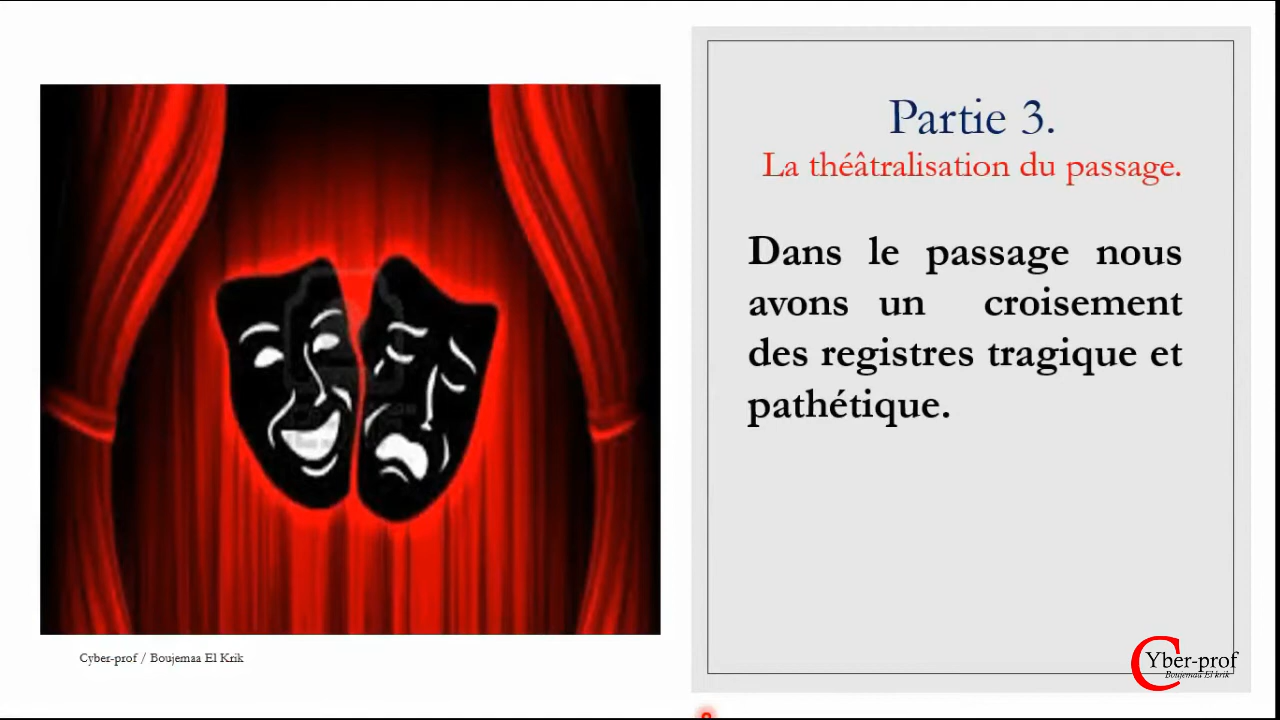 Partie 3.
La théâtralisation du passage.
Dans le passage nous
avons un croisement
des registres tragique et
pathétique.
Cyber-prof / Boujemaa El Krik
Cyber-prof
Boujemaa El krik